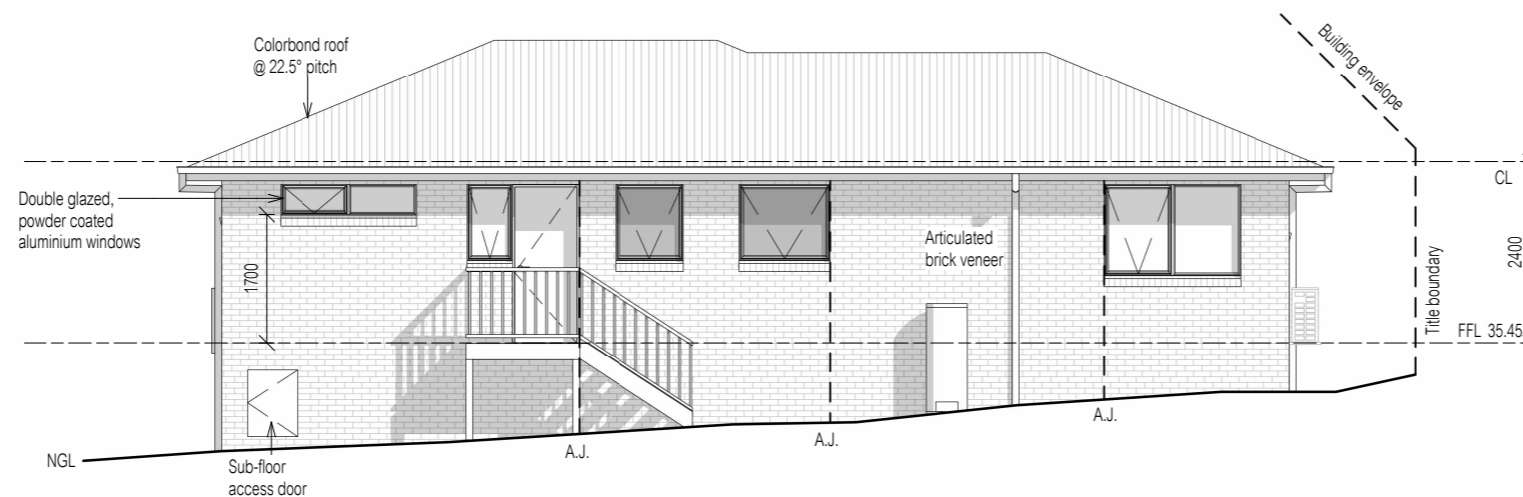 Colorbond roof
@ 22.5° pitch
Building envelope
CL
Double glazed,
powder coated
aluminium windows
1700
Articulated
brick veneer
2400
Title boundary
FFL 35.45
A.J.
A.J.
A.J.
NGL
Sub-floor
access door